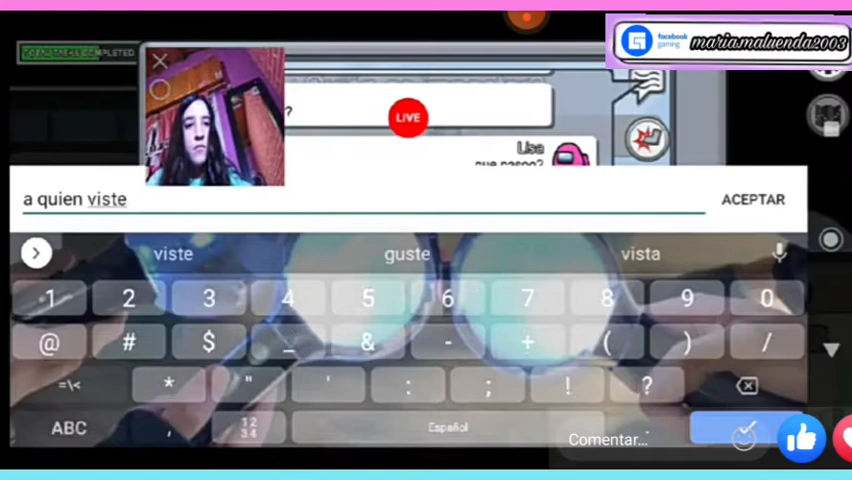 TOTAL TASKS COMPLETED
facebook
gaming
mariamaluenda2003
?
LIVE
Lisa
que paso?
a quien viste
ACEPTAR
viste guste vista
1 2 3 4 5 6 7 8 9 0
@ # $ _ & - + ( ) /
=\< * " ' : ; ! ?
ABC , 12 34 Español .
Comentar...